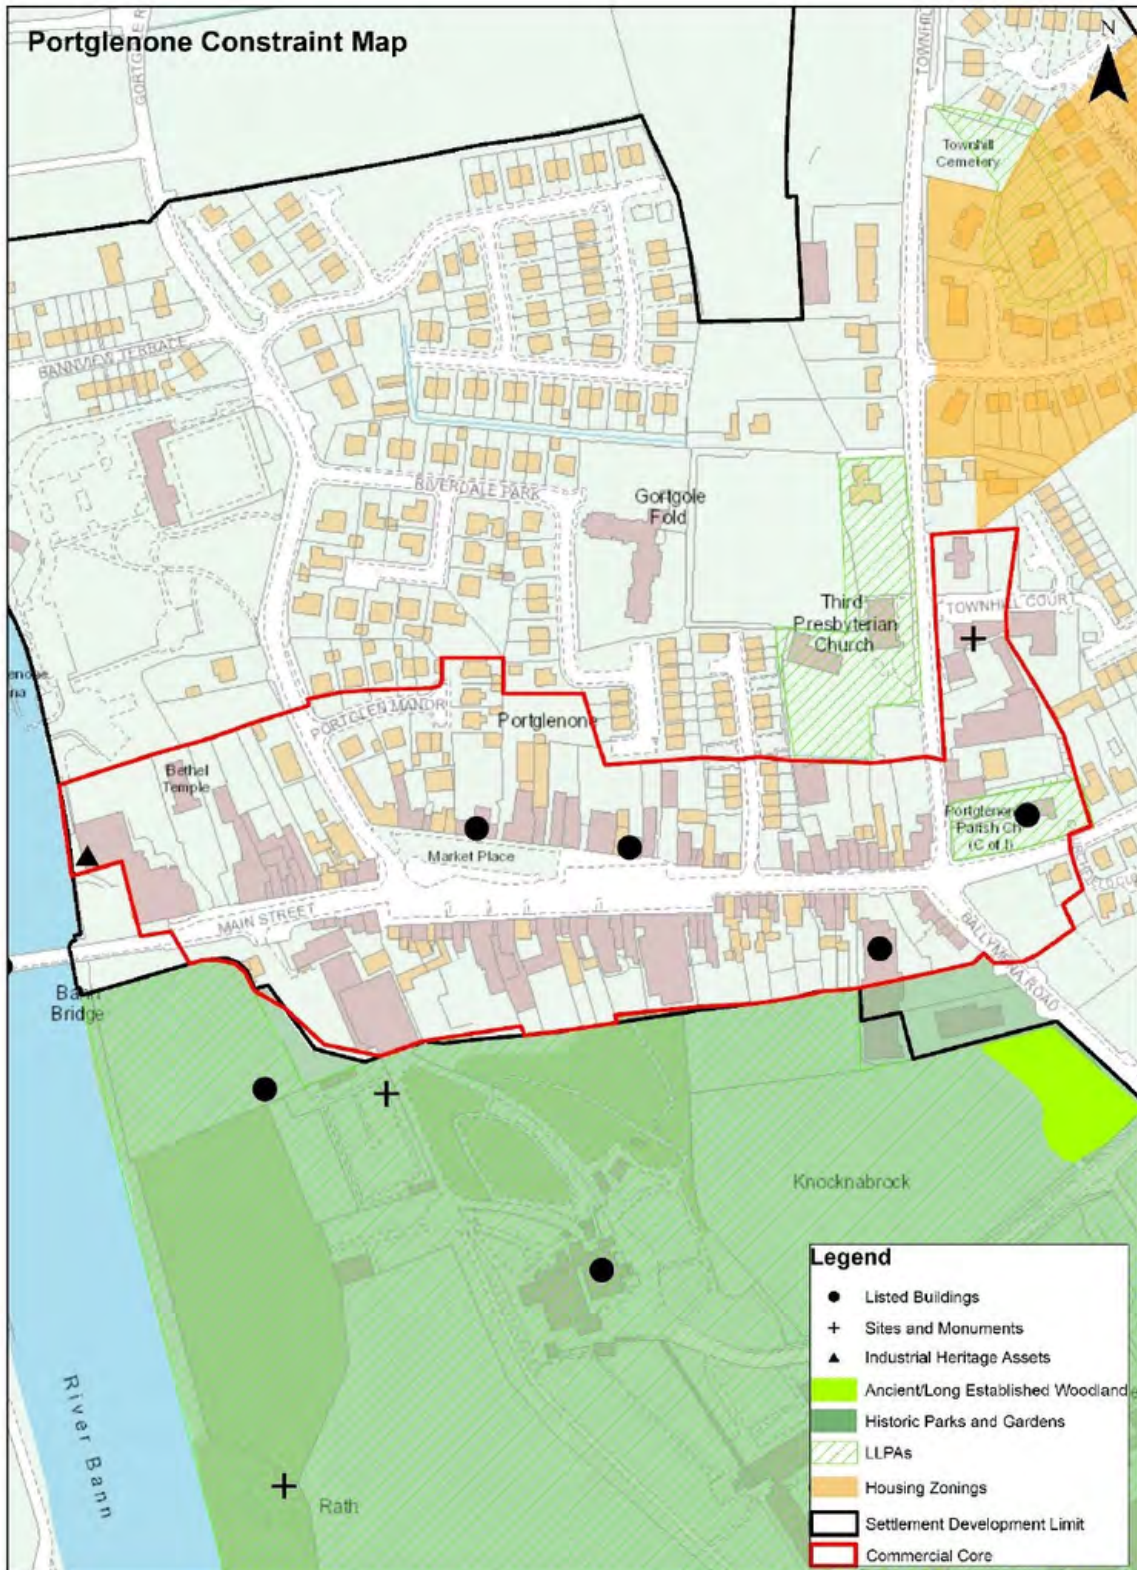 Portglenone Constraint Map
N
GORTGOLE R
TOWNHILL
Townhill
Cemetery
BANNVIEW TERRACE
RIVERDALE PARK
Gortgole
Fold
Third
Presbyterian
Church
TOWNHILL COURT
PORTGLEN MANOR
Portglenone
Bethel
Temple
Market Place
Parish Ch
(C of I)
MAIN STREET
BALLYMENA ROAD
Bann
Bridge
Knocknabrock
River Bann
Rath
Legend
Listed Buildings
Sites and Monuments
Industrial Heritage Assets
Ancient/Long Established Woodland
Historic Parks and Gardens
LLPAs
Housing Zonings
Settlement Development Limit
Commercial Core